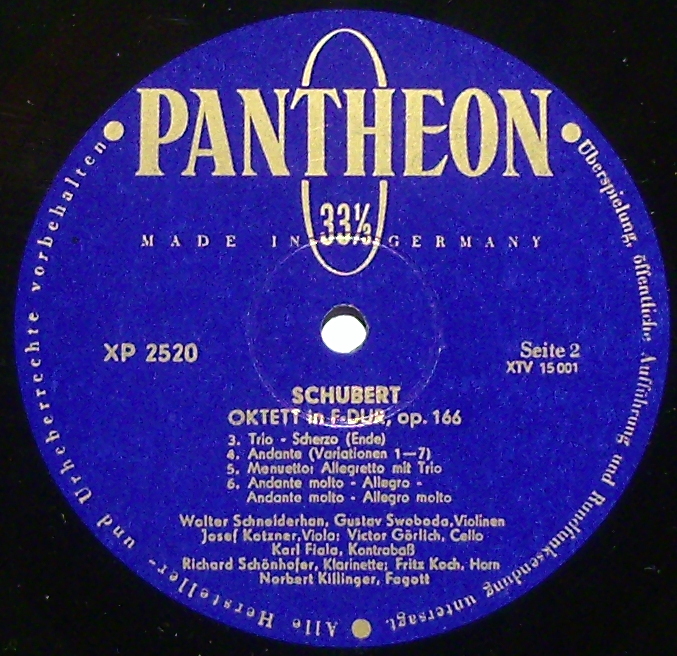 PANTHEON
33⅓
MADE IN GERMANY
XP 2520
Seite 2
XTV 15001
SCHUBERT
OKTETT in F-DUR, op. 166
3. Trio - Scherzo (Ende)
4. Andante (Variationen 1—7)
5. Menuetto: Allegretto mit Trio
6. Andante molto - Allegro -
Andante molto - Allegro molto
Walter Schneiderhan, Gustav Swoboda, Violinen
Josef Kotzner, Viola: Victor Görlich, Cello
Karl Fiala, Kontrabaß
Richard Schönhofer, Klarinette; Fritz Koch, Horn
Norbert Killinger, Fagott
Alle Hersteller- und Urheberrechte vorbehalten
Überspielung, öffentliche Aufführung und Rundfunksendung untersagt.